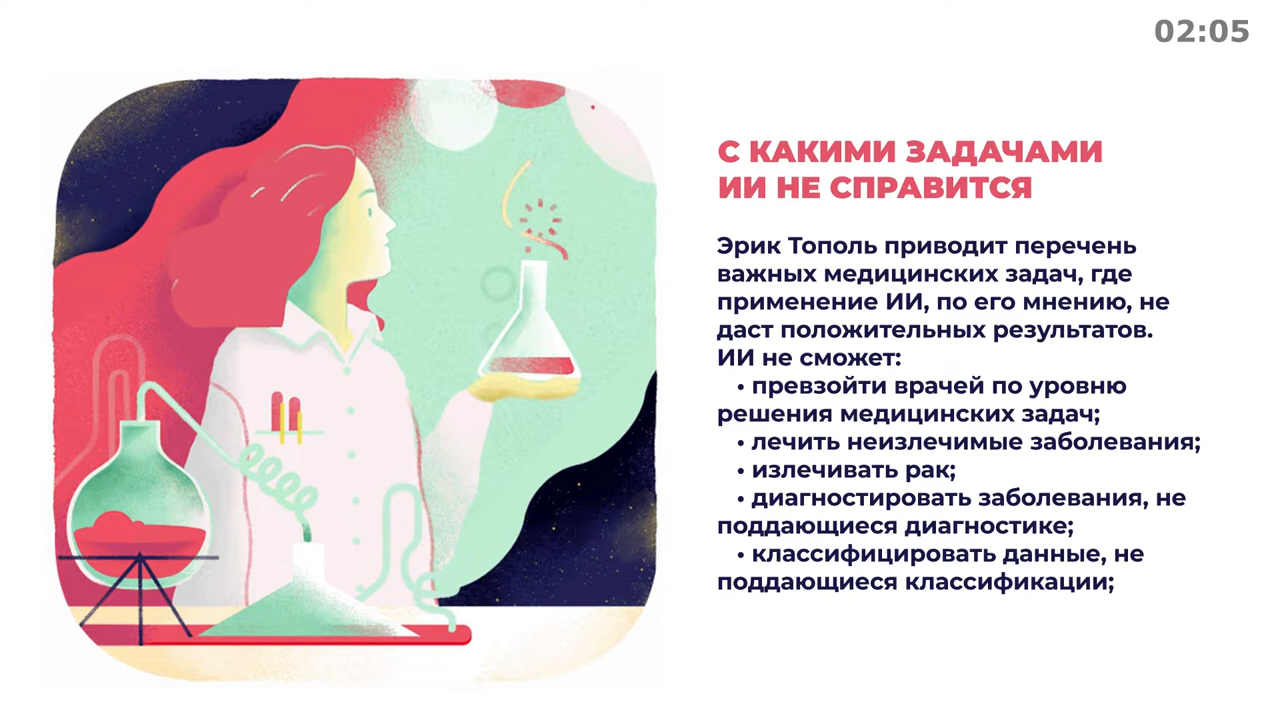 02:05
С КАКИМИ ЗАДАЧАМИ
ИИ НЕ СПРАВИТСЯ
Эрик Тополь приводит перечень
важных медицинских задач, где
применение ИИ, по его мнению, не
даст положительных результатов.
ИИ не сможет:
• превзойти врачей по уровню
решения медицинских задач;
• лечить неизлечимые заболевания;
• излечивать рак;
• диагностировать заболевания, не
поддающиеся диагностике;
• классифицировать данные, не
поддающиеся классификации;